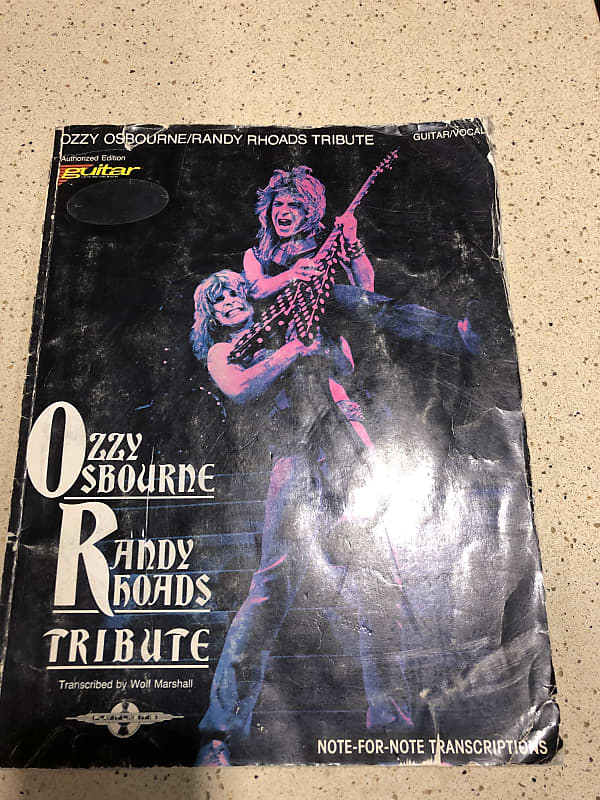 OZZY OSBOURNE/RANDY RHOADS TRIBUTE
GUITAR/VOCAL
Authorized Edition
guitar
OZZY
OSBOURNE
RANDY
RHOADS
TRIBUTE
Transcribed by Wolf Marshall
NOTE-FOR-NOTE TRANSCRIPTIONS